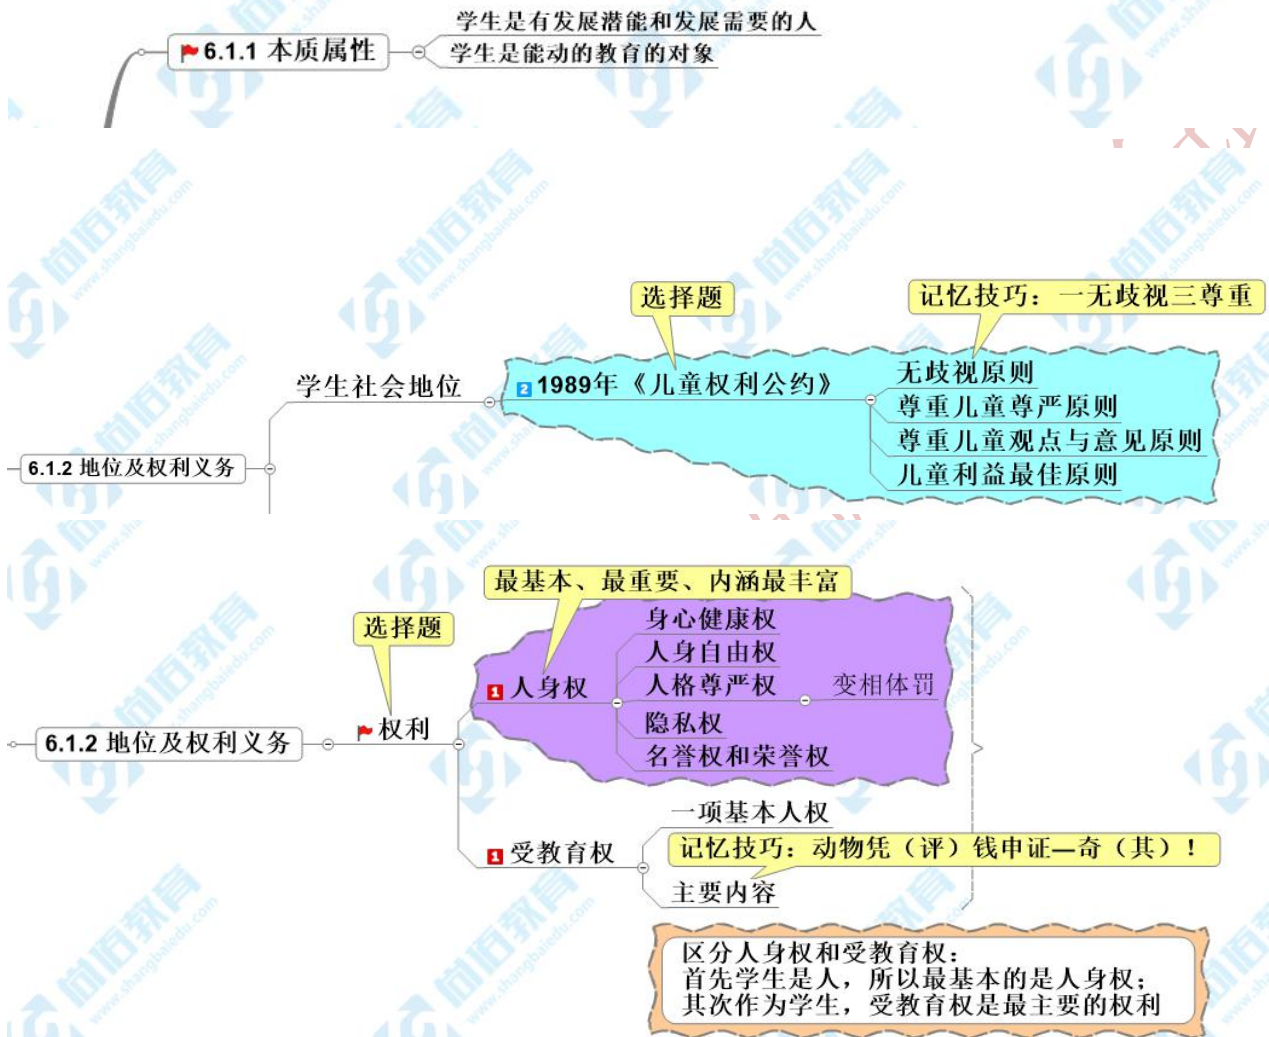 学生是有发展潜能和发展需要的人
6.1.1 本质属性
学生是能动的教育的对象
选择题
记忆技巧：一无歧视三尊重
学生社会地位
1989年《儿童权利公约》
无歧视原则
尊重儿童尊严原则
尊重儿童观点与意见原则
儿童利益最佳原则
6.1.2 地位及权利义务
最基本、最重要、内涵最丰富
选择题
身心健康权
人身自由权
人身权
人格尊严权
变相体罚
隐私权
名誉权和荣誉权
6.1.2 地位及权利义务
权利
一项基本人权
受教育权
记忆技巧：动物凭（评）钱申证—奇（其）！
主要内容
区分人身权和受教育权：
首先学生是人，所以最基本的是人身权；
其次作为学生，受教育权是最主要的权利
尚佰教育
www.shangbaiedu.com